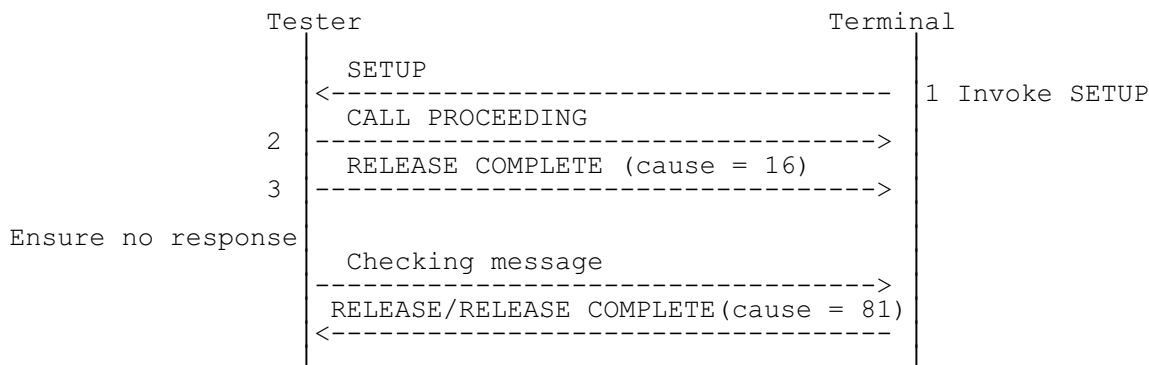 Tester Terminal
SETUP
<---------------------------------- 1 Invoke SETUP
CALL PROCEEDING
2 ---------------------------------->
RELEASE COMPLETE (cause = 16)
3 ---------------------------------->
Ensure no response
Checking message
---------------------------------->
RELEASE/RELEASE COMPLETE(cause = 81)
<----------------------------------